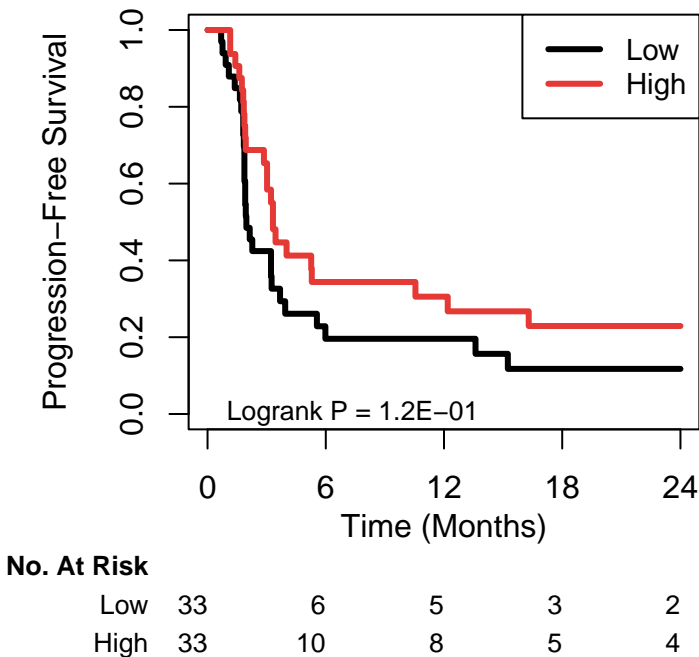 Progression−Free Survival
1.0
0.8
0.6
0.4
0.2
0.0
Low
High
Logrank P = 1.2E−01
0 6 12 18 24
Time (Months)
No. At Risk
Low 33 6 5 3 2
High 33 10 8 5 4